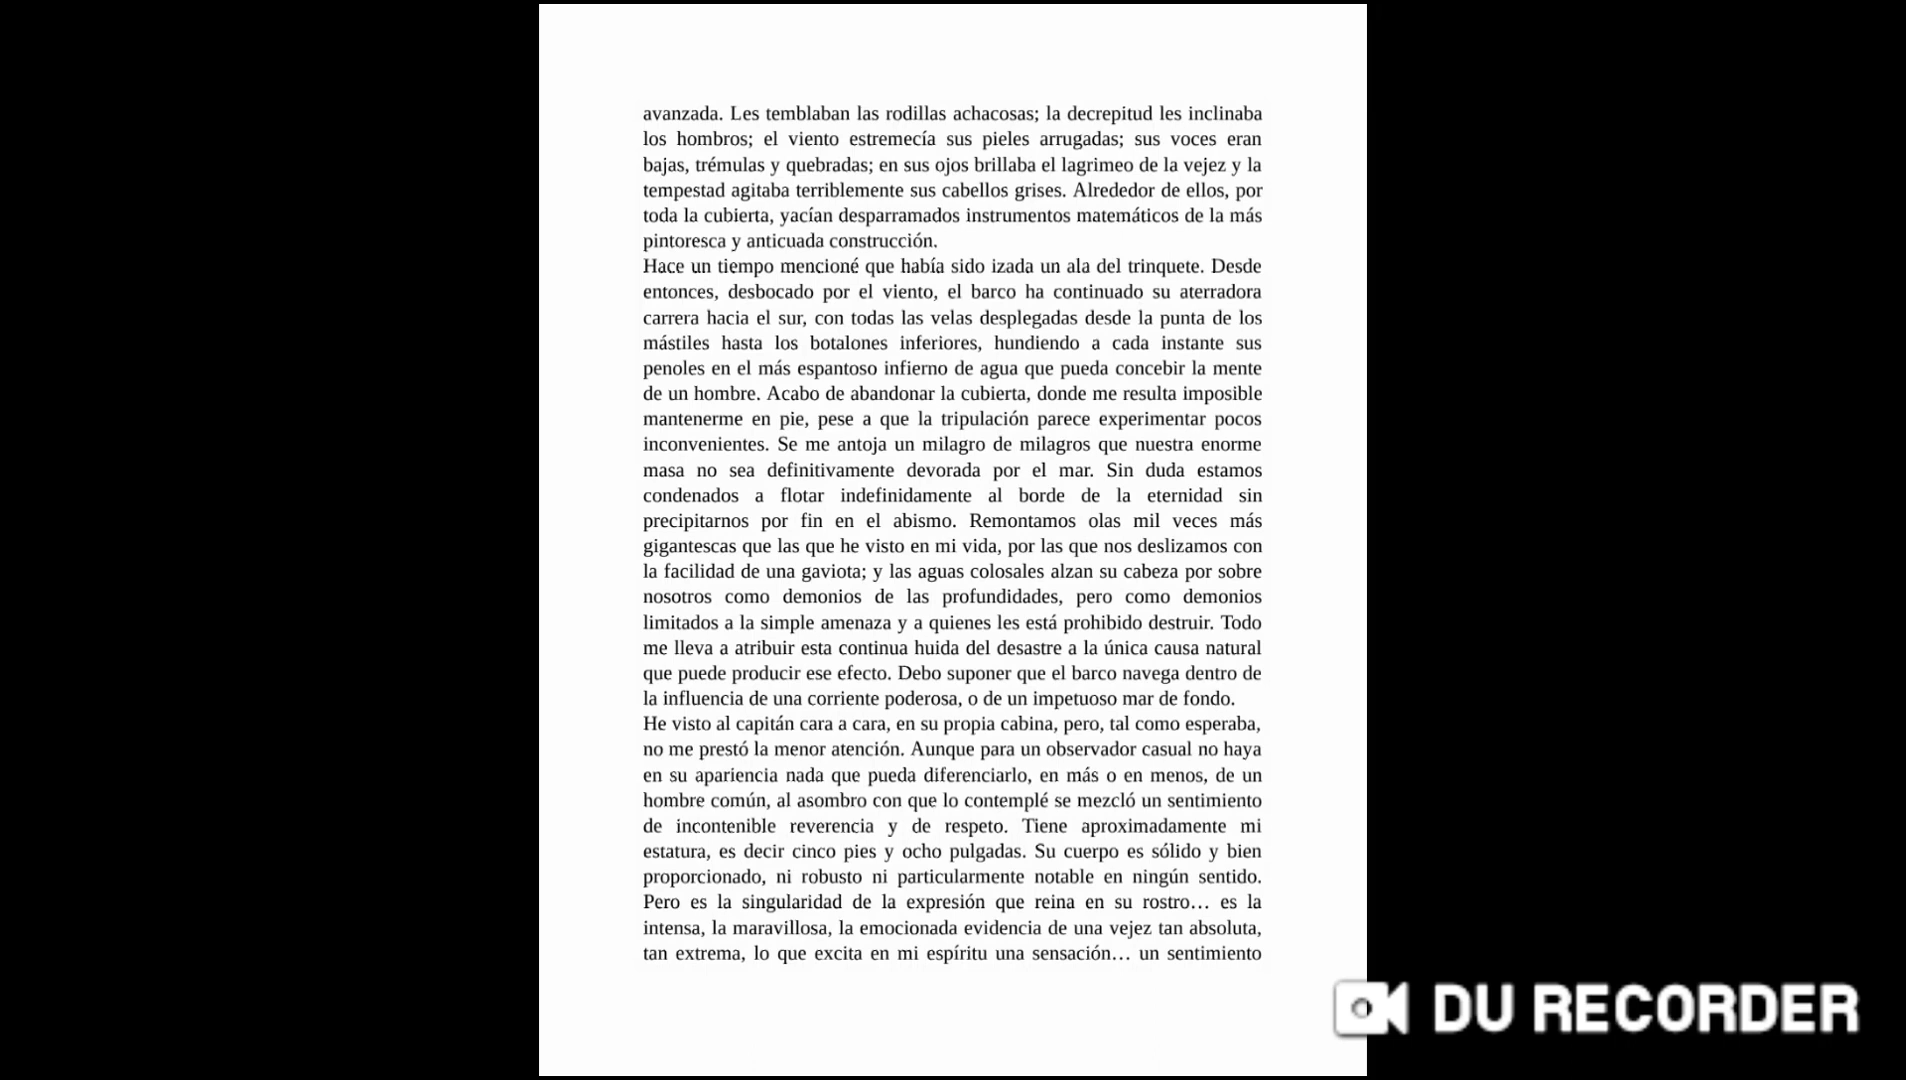 avanzada. Les temblaban las rodillas achacosas; la decrepitud les inclinaba
los hombros; el viento estremecía sus pieles arrugadas; sus voces eran
bajas, trémulas y quebradas; en sus ojos brillaba el lagrimeo de la vejez y la
tempestad agitaba terriblemente sus cabellos grises. Alrededor de ellos, por
toda la cubierta, yacían desparramados instrumentos matemáticos de la más
pintoresca y anticuada construcción.
Hace un tiempo mencioné que había sido izada un ala del trinquete. Desde
entonces, desbocado por el viento, el barco ha continuado su aterradora
carrera hacia el sur, con todas las velas desplegadas desde la punta de los
mástiles hasta los botalones inferiores, hundiendo a cada instante sus
penoles en el más espantoso infierno de agua que pueda concebir la mente
de un hombre. Acabo de abandonar la cubierta, donde me resulta imposible
mantenerme en pie, pese a que la tripulación parece experimentar pocos
inconvenientes. Se me antoja un milagro de milagros que nuestra enorme
masa no sea definitivamente devorada por el mar. Sin duda estamos
condenados a flotar indefinidamente al borde de la eternidad sin
precipitarnos por fin en el abismo. Remontamos olas mil veces más
gigantescas que las que he visto en mi vida, por las que nos deslizamos con
la facilidad de una gaviota; y las aguas colosales alzan su cabeza por sobre
nosotros como demonios de las profundidades, pero como demonios
limitados a la simple amenaza y a quienes les está prohibido destruir. Todo
me lleva a atribuir esta continua huida del desastre a la única causa natural
que puede producir ese efecto. Debo suponer que el barco navega dentro de
la influencia de una corriente poderosa, o de un impetuoso mar de fondo.
He visto al capitán cara a cara, en su propia cabina, pero, tal como esperaba,
no me prestó la menor atención. Aunque para un observador casual no haya
en su apariencia nada que pueda diferenciarlo, en más o en menos, de un
hombre común, al asombro con que lo contemplé se mezcló un sentimiento
de incontenible reverencia y de respeto. Tiene aproximadamente mi
estatura, es decir cinco pies y ocho pulgadas. Su cuerpo es sólido y bien
proporcionado, ni robusto ni particularmente notable en ningún sentido.
Pero es la singularidad de la expresión que reina en su rostro… es la
intensa, la maravillosa, la emocionada evidencia de una vejez tan absoluta,
tan extrema, lo que excita en mi espíritu una sensación… un sentimiento
DU RECORDER